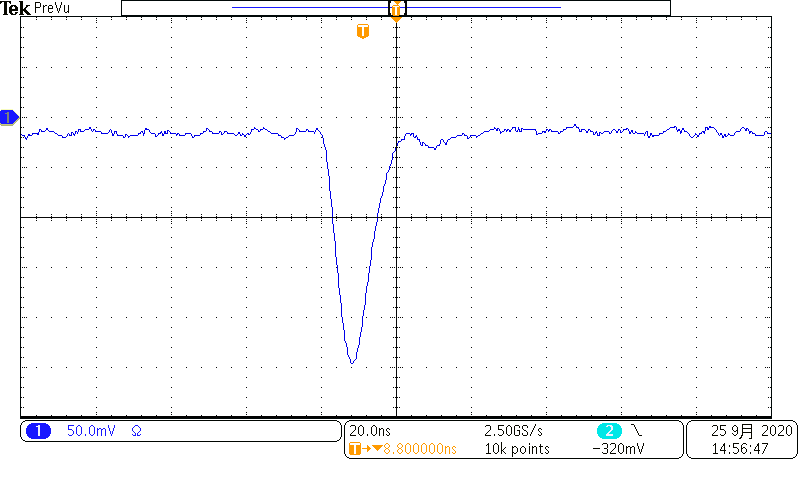 Tek PreVu
T
T
1
1 50.0mV Ω
20.0ns 2.50GS/s 2
T→▼8.800000ns 10k points −320mV
25 9月 2020
14:56:47